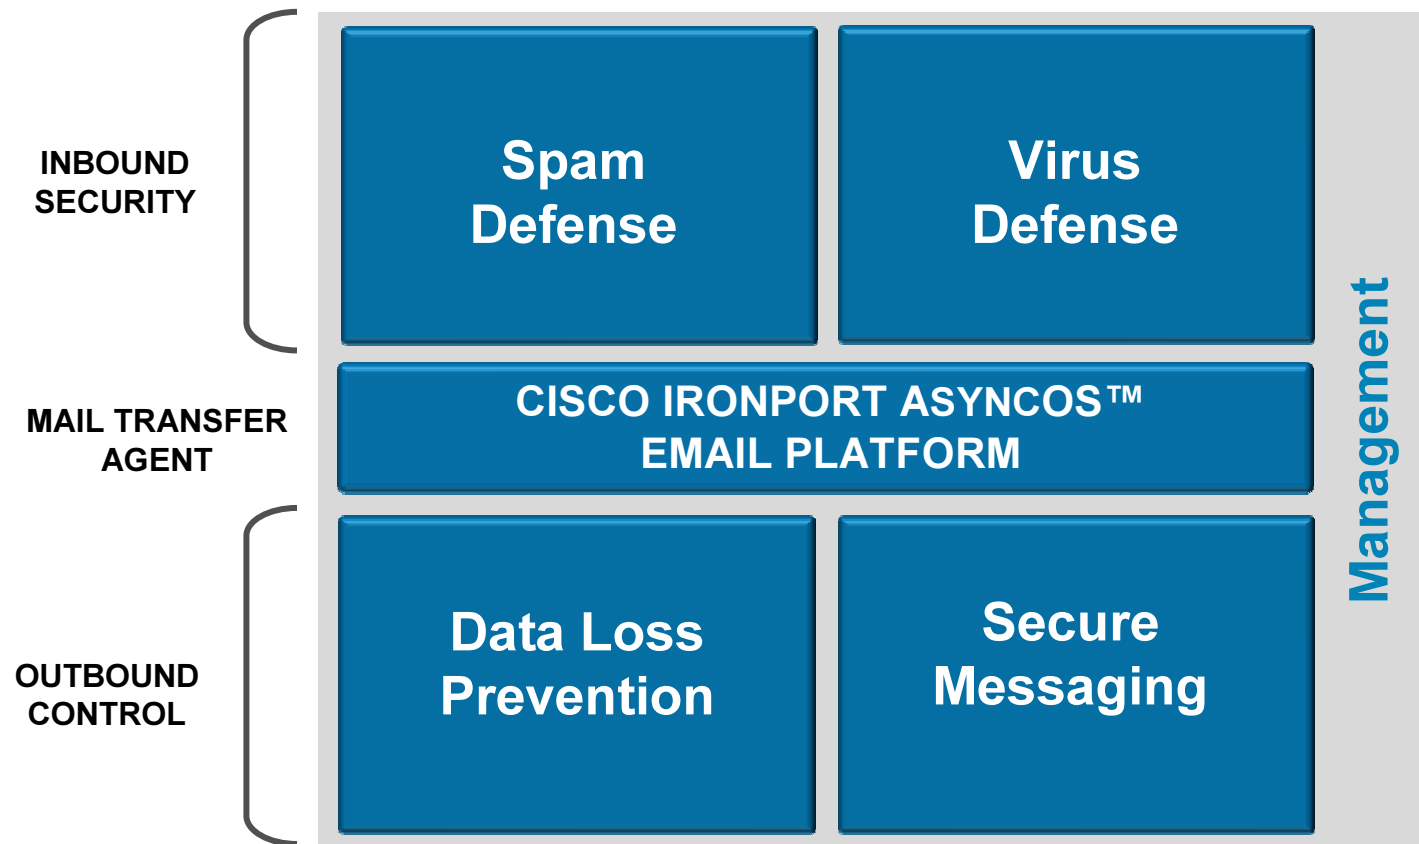 INBOUND
SECURITY
Spam
Defense
Virus
Defense
MAIL TRANSFER
AGENT
CISCO IRONPORT ASYNCOS™
EMAIL PLATFORM
OUTBOUND
CONTROL
Data Loss
Prevention
Secure
Messaging
Management